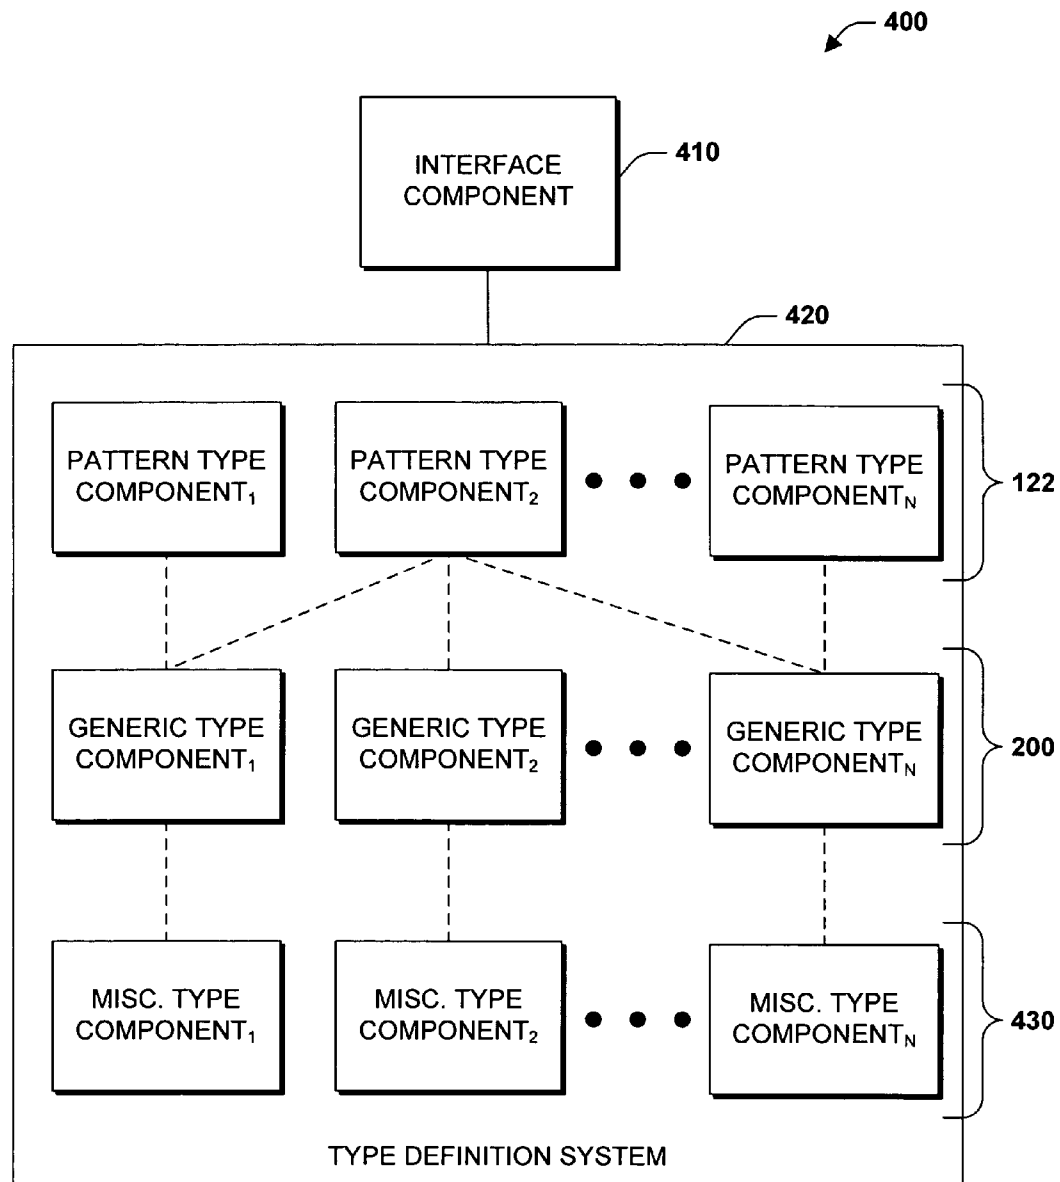 400
INTERFACE
COMPONENT
410
420
PATTERN TYPE
COMPONENT₁
PATTERN TYPE
COMPONENT₂
PATTERN TYPE
COMPONENTN
122
GENERIC TYPE
COMPONENT₁
GENERIC TYPE
COMPONENT₂
GENERIC TYPE
COMPONENTN
200
MISC. TYPE
COMPONENT₁
MISC. TYPE
COMPONENT₂
MISC. TYPE
COMPONENTN
430
TYPE DEFINITION SYSTEM